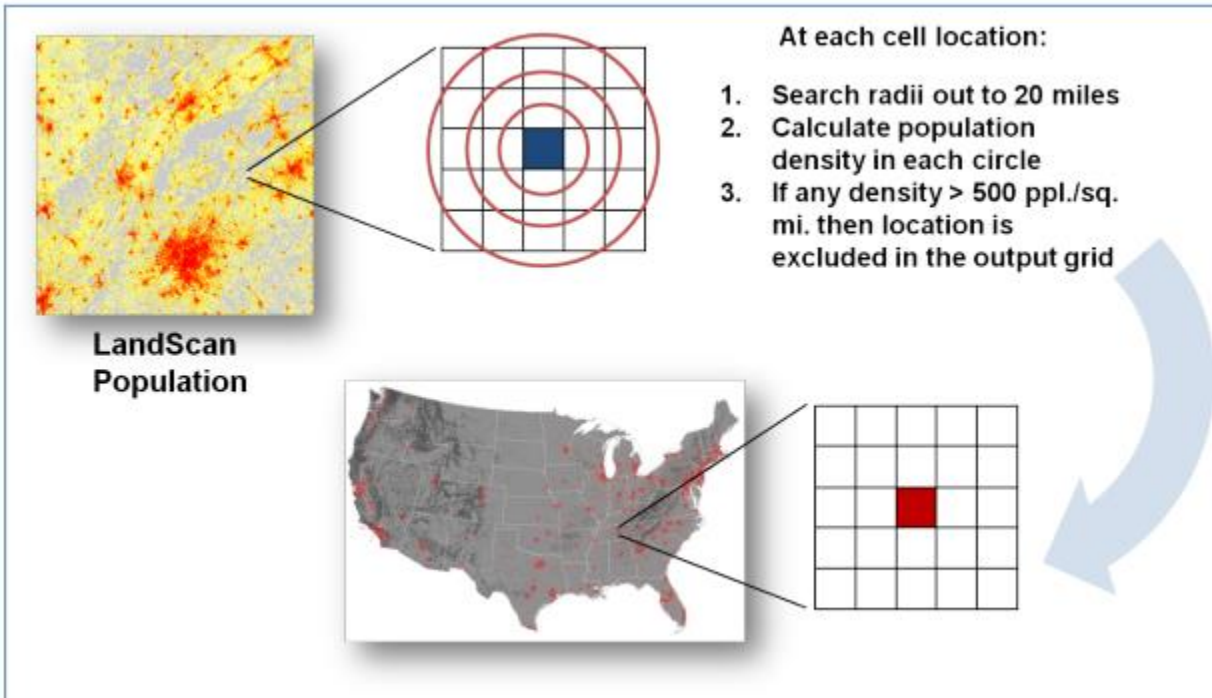 At each cell location:
1. Search radii out to 20 miles
2. Calculate population
density in each circle
3. If any density > 500 ppl./sq.
mi. then location is
excluded in the output grid
LandScan
Population